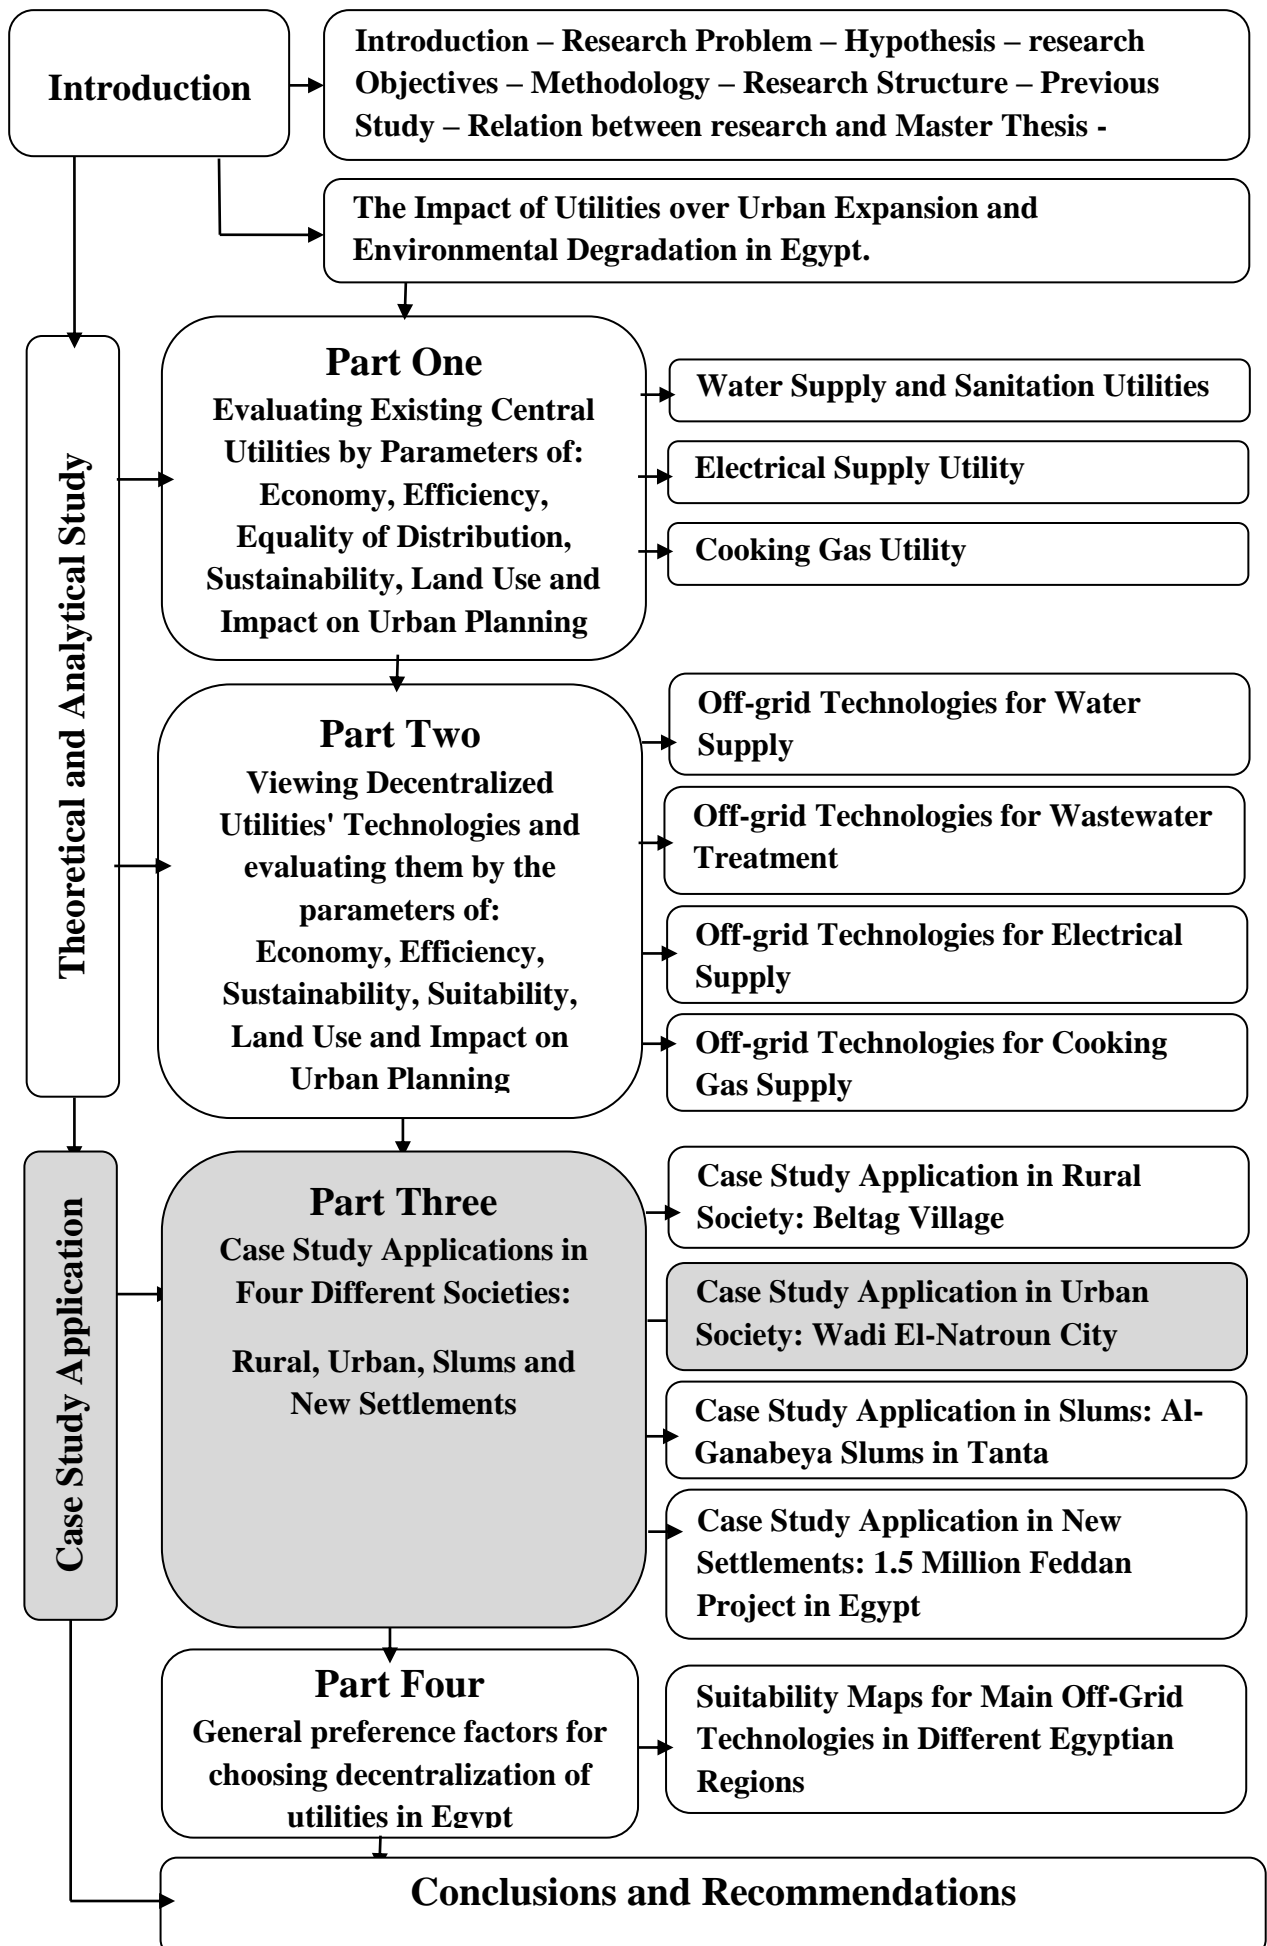 Introduction
Introduction – Research Problem – Hypothesis – research
Objectives – Methodology – Research Structure – Previous
Study – Relation between research and Master Thesis -
The Impact of Utilities over Urban Expansion and
Environmental Degradation in Egypt.
Theoretical and Analytical Study
Part One
Evaluating Existing Central
Utilities by Parameters of:
Economy, Efficiency,
Equality of Distribution,
Sustainability, Land Use and
Impact on Urban Planning
Water Supply and Sanitation Utilities
Electrical Supply Utility
Cooking Gas Utility
Part Two
Viewing Decentralized
Utilities' Technologies and
evaluating them by the
parameters of:
Economy, Efficiency,
Sustainability, Suitability,
Land Use and Impact on
Urban Planning
Off-grid Technologies for Water
Supply
Off-grid Technologies for Wastewater
Treatment
Off-grid Technologies for Electrical
Supply
Off-grid Technologies for Cooking
Gas Supply
Case Study Application
Part Three
Case Study Applications in
Four Different Societies:
Rural, Urban, Slums and
New Settlements
Case Study Application in Rural
Society: Beltag Village
Case Study Application in Urban
Society: Wadi El-Natroun City
Case Study Application in Slums: Al-
Ganabeya Slums in Tanta
Case Study Application in New
Settlements: 1.5 Million Feddan
Project in Egypt
Part Four
General preference factors for
choosing decentralization of
utilities in Egypt
Suitability Maps for Main Off-Grid
Technologies in Different Egyptian
Regions
Conclusions and Recommendations